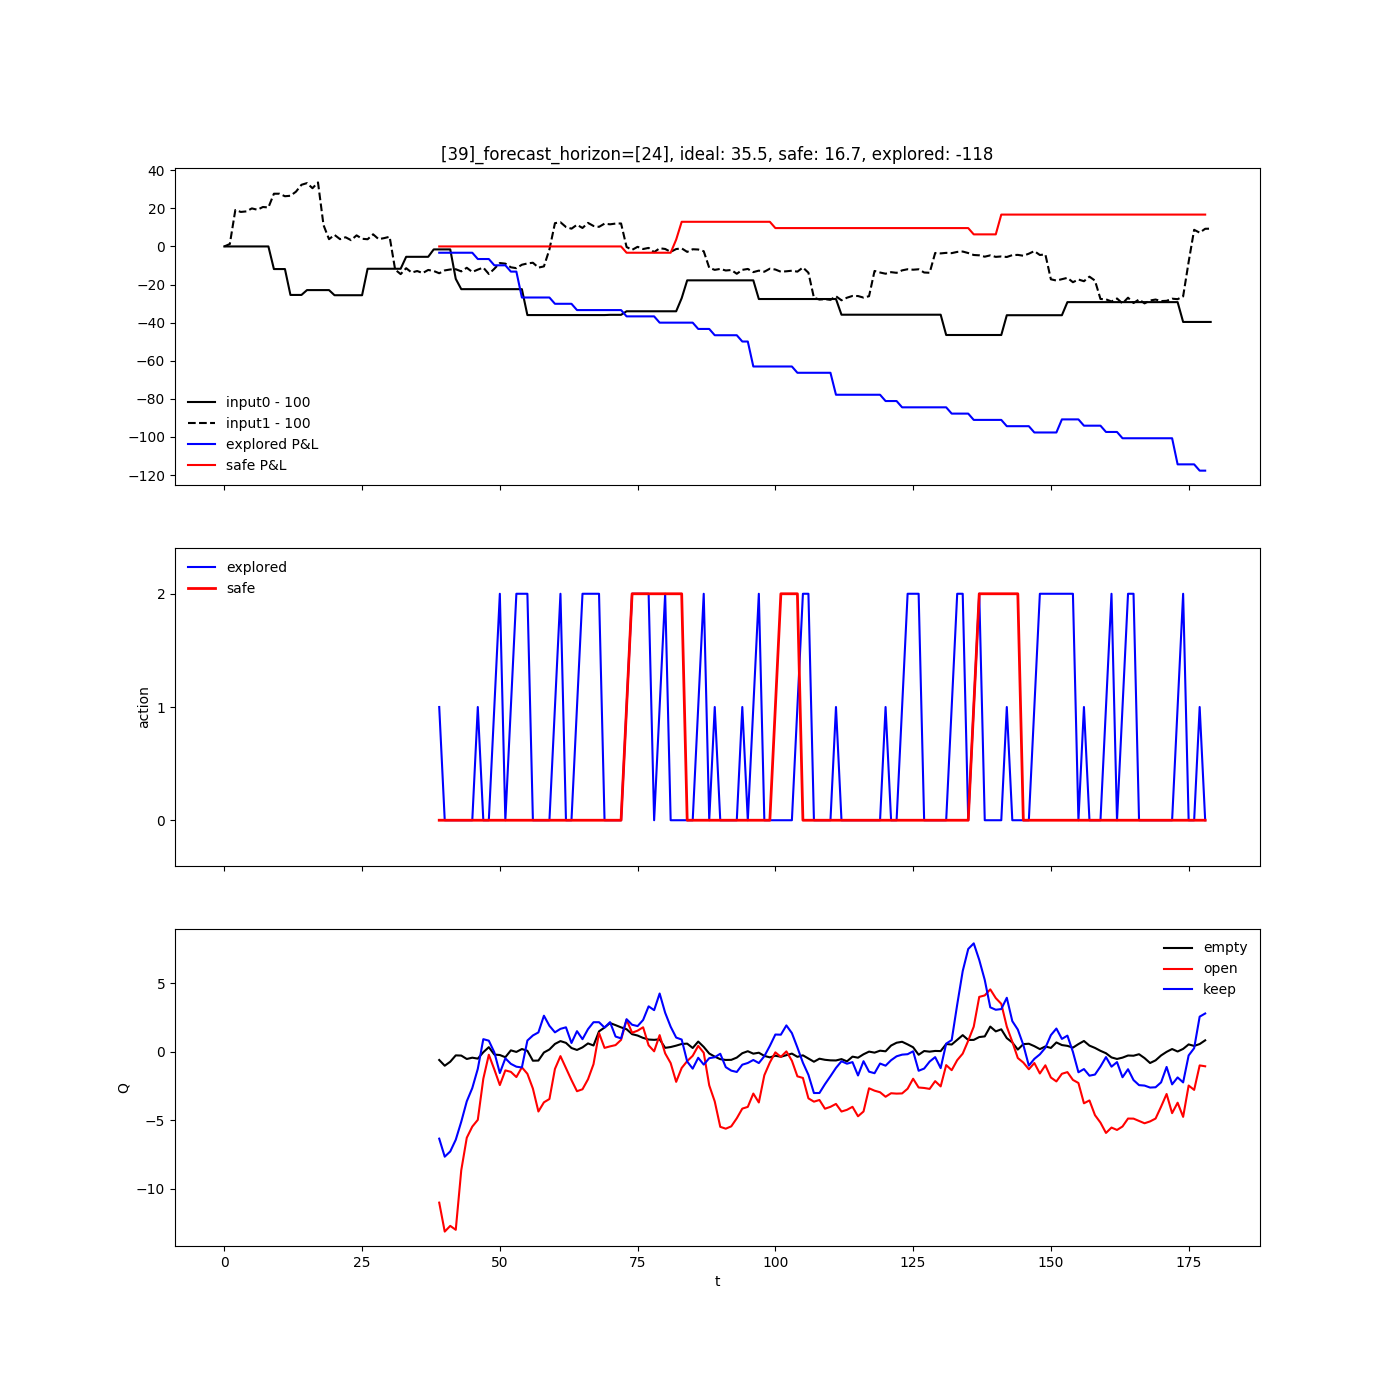 [39]_forecast_horizon=[24], ideal: 35.5, safe: 16.7, explored: -118
40
20
0
−20
−40
−60
−80
−100
−120
input0 - 100
input1 - 100
explored P&L
safe P&L
explored
safe
2
1
0
action
empty
open
keep
5
0
−5
−10
Q
0 25 50 75 100 125 150 175
t